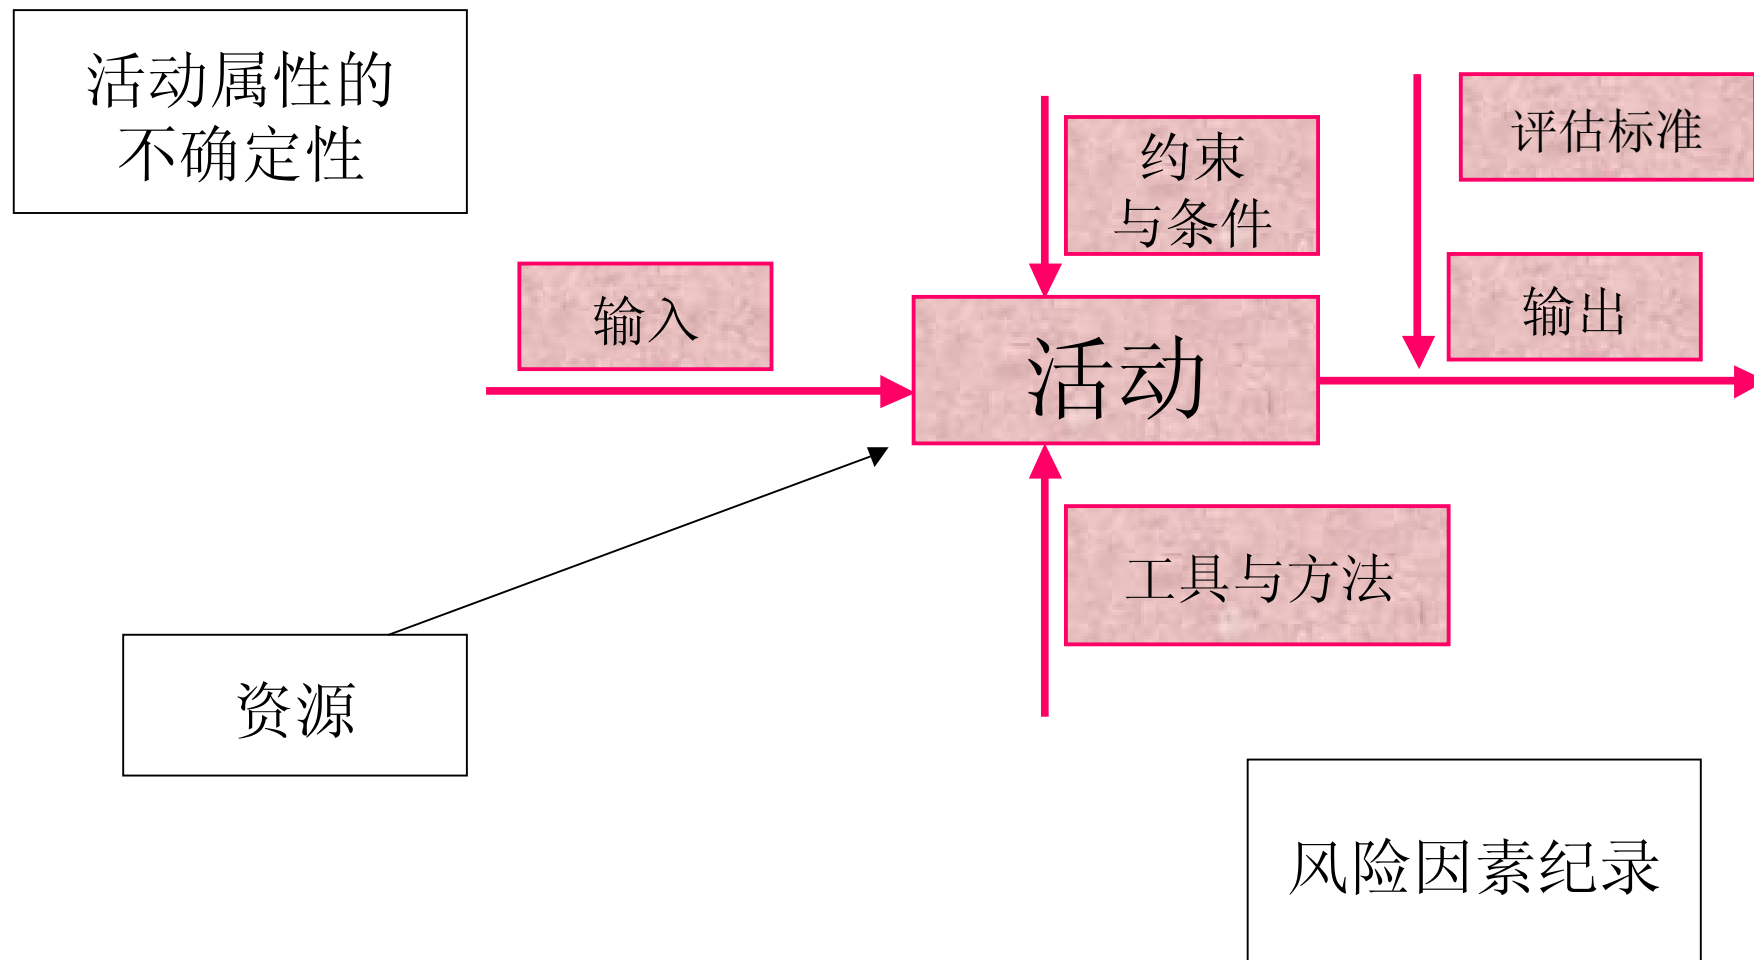 活动属性的
不确定性
约束
与条件
评估标准
输入
输出
活动
工具与方法
资源
风险因素纪录